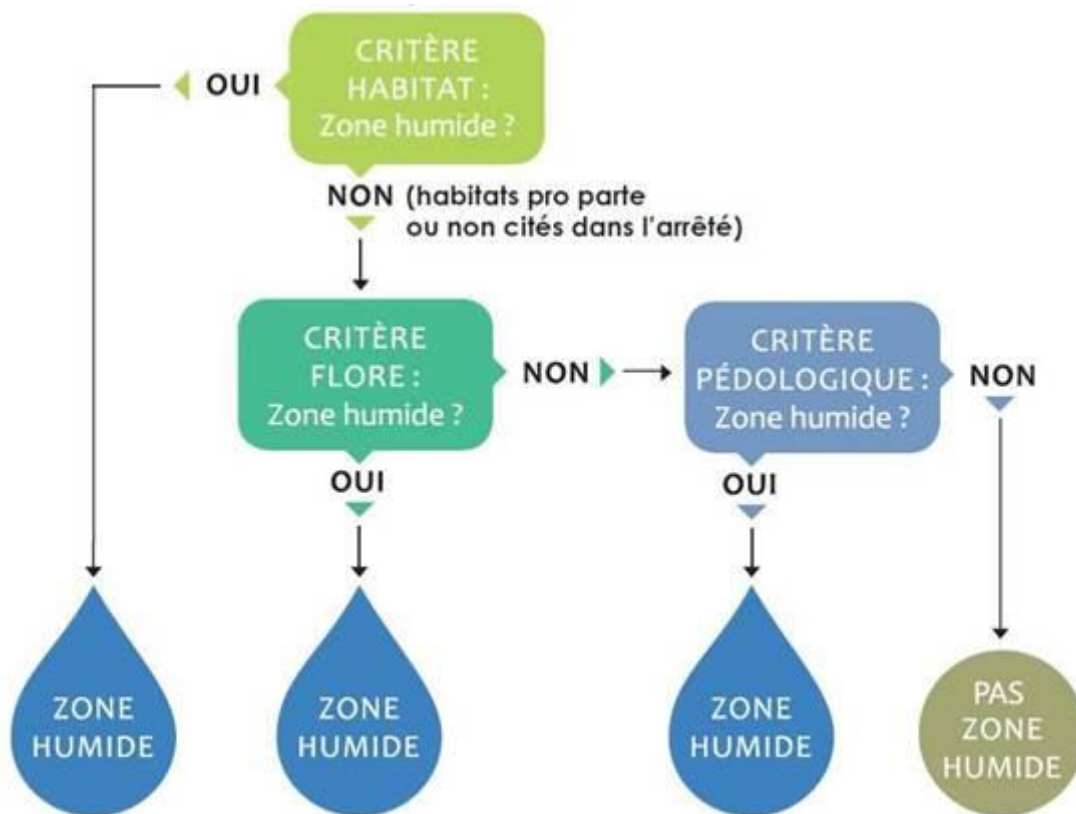 CRITÈRE
HABITAT :
Zone humide ?
OUI
NON (habitats pro parte
ou non cités dans l'arrêté)
CRITÈRE
FLORE :
Zone humide ?
NON
CRITÈRE
PÉDOLOGIQUE :
Zone humide ?
NON
OUI
OUI
ZONE
HUMIDE
ZONE
HUMIDE
ZONE
HUMIDE
PAS
ZONE
HUMIDE